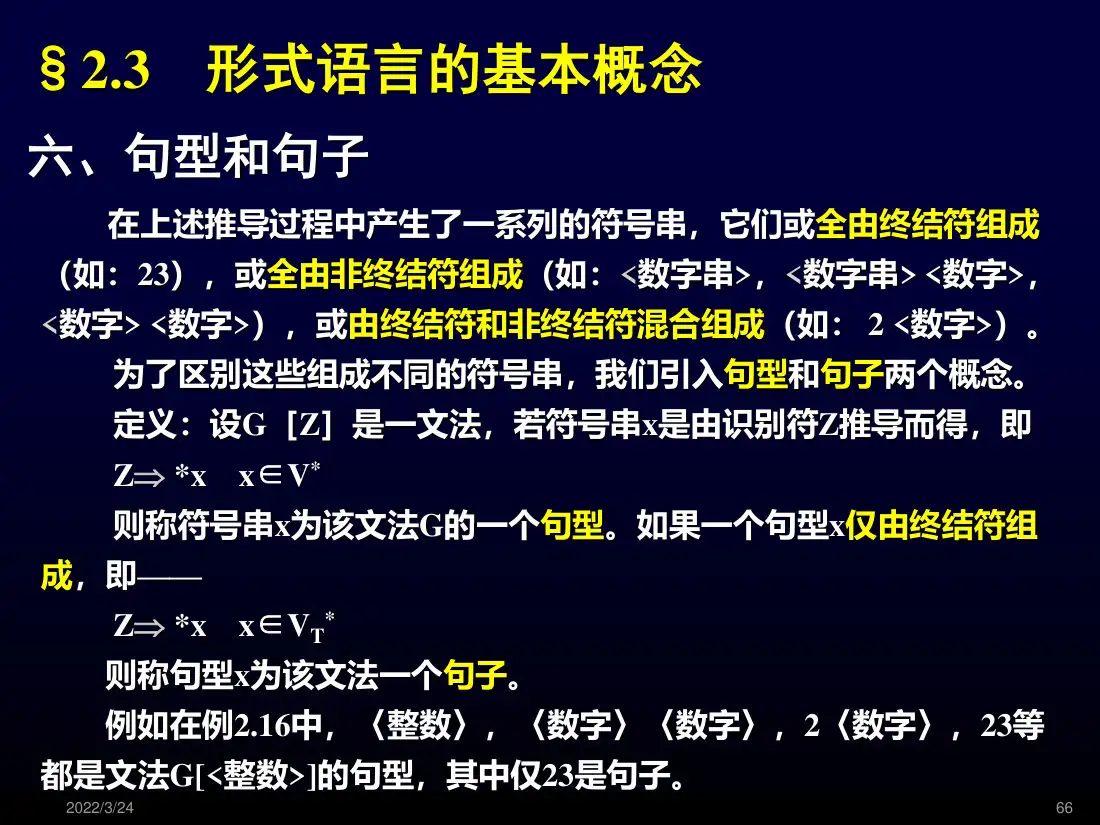 §2.3　形式语言的基本概念
六、句型和句子
在上述推导过程中产生了一系列的符号串，它们或全由终结符组成
（如：23），或全由非终结符组成（如：<数字串>，<数字串> <数字>，
<数字> <数字>），或由终结符和非终结符混合组成（如： 2 <数字>）。
为了区别这些组成不同的符号串，我们引入句型和句子两个概念。
定义：设G［Z］是一文法，若符号串x是由识别符Z推导而得，即
Z⇒ *x　x∈V*
则称符号串x为该文法G的一个句型。如果一个句型x仅由终结符组
成，即——
Z⇒ *x　x∈VT*
则称句型x为该文法一个句子。
例如在例2.16中，〈整数〉，〈数字〉〈数字〉，2〈数字〉，23等
都是文法G[<整数>]的句型，其中仅23是句子。
2022/3/24
66